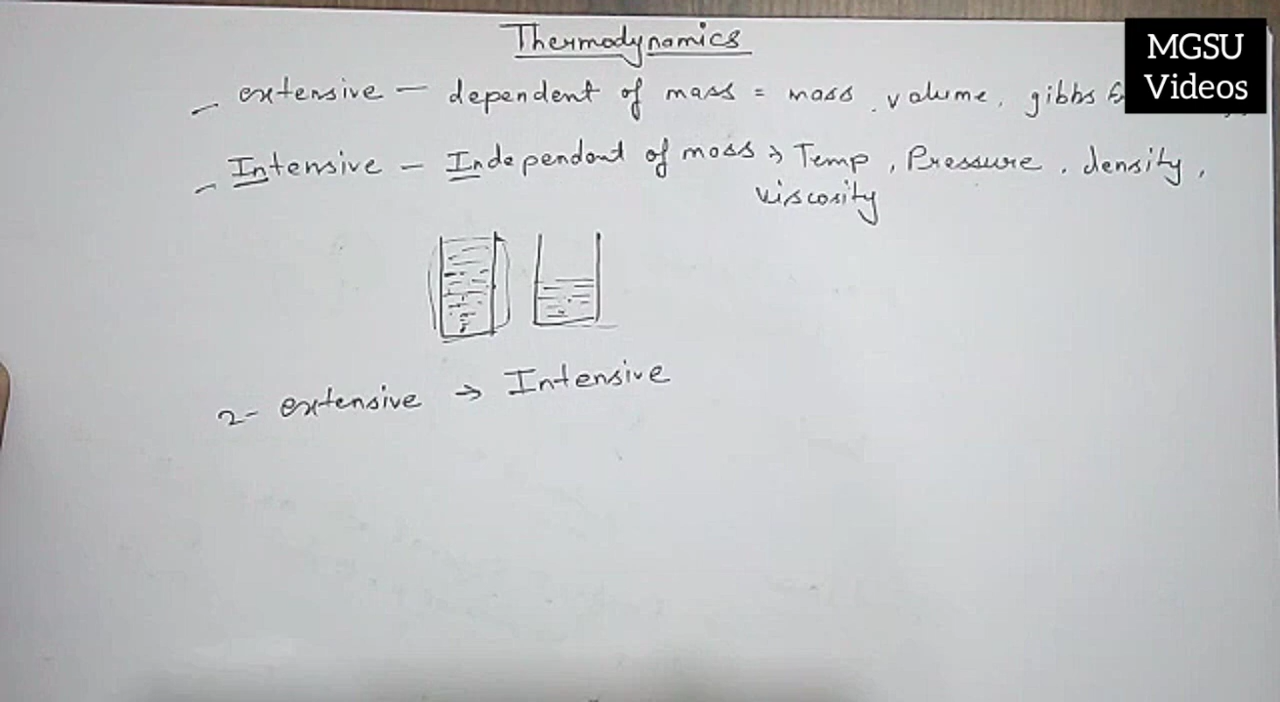 Thermodynamics
MGSU
Videos
extensive – dependent of mass = mass, volume, gibbs
Intensive – Independent of mass → Temp, Pressure, density,
viscosity
2- extensive → Intensive